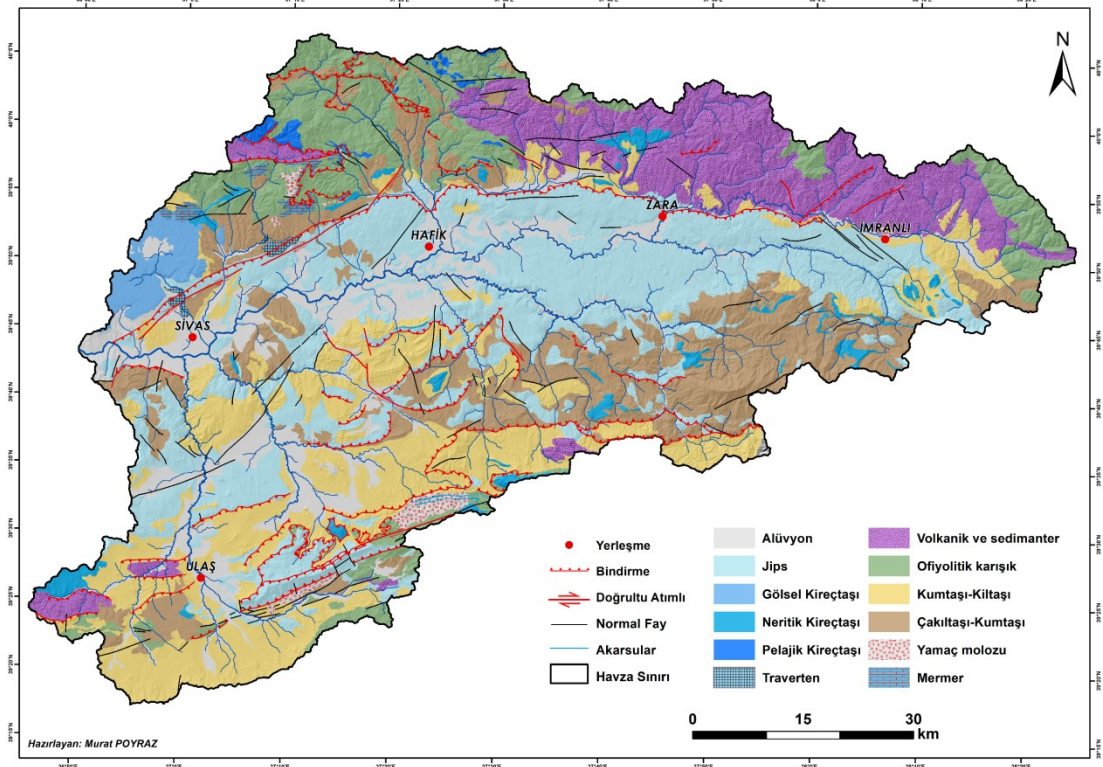 N
ZARA
HAFİK
İMRANLI
SİVAS
ULAŞ
Yerleşme
Bindirme
Doğrultu Atımlı
Normal Fay
Akarsular
Havza Sınırı
Alüvyon
Jips
Gölsel Kireçtaşı
Neritik Kireçtaşı
Pelajik Kireçtaşı
Traverten
Volkanik ve sedimanter
Ofiyolitik karışık
Kumtaşı-Kiltaşı
Çakıltaşı-Kumtaşı
Yamaç molozu
Mermer
0 15 30
km
Hazırlayan: Murat POYRAZ